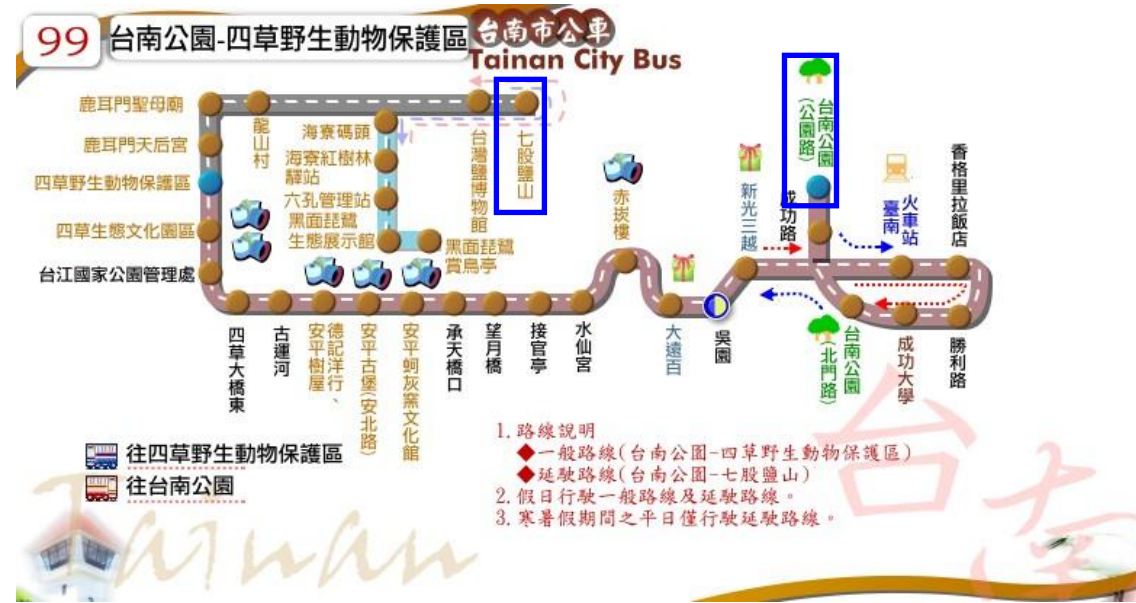 99
台南公園-四草野生動物保護區
台南市公車
Tainan City Bus
鹿耳門聖母廟
鹿耳門天后宮
四草野生動物保護區
四草生態文化園區
台江國家公園管理處
龍山村
海寮碼頭
海寮紅樹林
驛站
六孔管理站
黑面琵鷺
生態展示館
黑面琵鷺
賞鳥亭
台灣鹽博物館
七股鹽山
四草大橋東
古運河
德記洋行、
安平樹屋
安平古堡(安北路)
安平蚵灰窯文化館
承天橋口
望月橋
接官亭
水仙宮
赤崁樓
大遠百
吳園
新光三越
成功路
台南公園
(公園路)
臺南
火車站
香格里拉飯店
勝利路
成功大學
台南公園
(北門路)
往四草野生動物保護區
往台南公園
1. 路線說明
◆一般路線(台南公園-四草野生動物保護區)
◆延駛路線(台南公園-七股鹽山)
2. 假日行駛一般路線及延駛路線。
3. 寒暑假期間之平日僅行駛延駛路線。
台南
Tainan